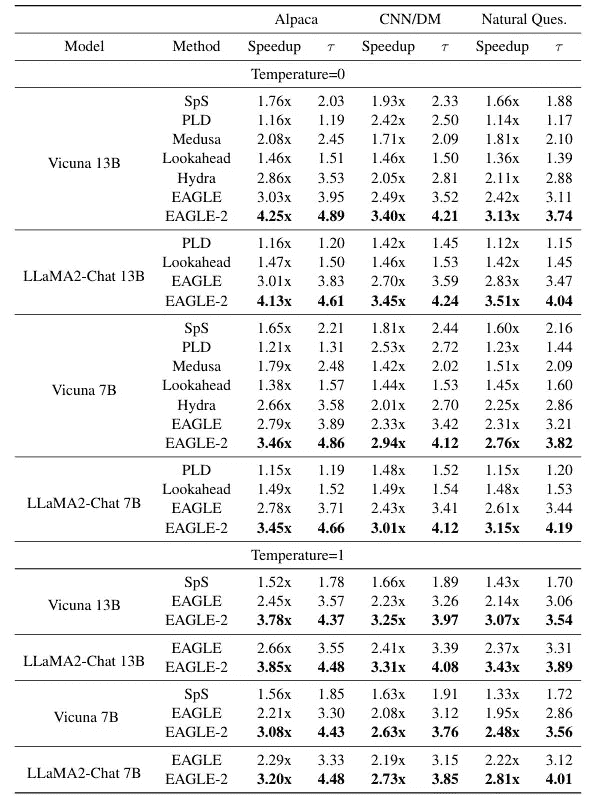 Alpaca CNN/DM Natural Ques.
Model Method Speedup τ Speedup τ Speedup τ
Temperature=0
SpS 1.76x 2.03 1.93x 2.33 1.66x 1.88
PLD 1.16x 1.19 2.42x 2.50 1.14x 1.17
Medusa 2.08x 2.45 1.71x 2.09 1.81x 2.10
Vicuna 13B Lookahead 1.46x 1.51 1.46x 1.50 1.36x 1.39
Hydra 2.86x 3.53 2.05x 2.81 2.11x 2.88
EAGLE 3.03x 3.95 2.49x 3.52 2.42x 3.11
EAGLE-2 4.25x 4.89 3.40x 4.21 3.13x 3.74
PLD 1.16x 1.20 1.42x 1.45 1.12x 1.15
Lookahead 1.47x 1.50 1.46x 1.53 1.42x 1.45
LLaMA2-Chat 13B EAGLE 3.01x 3.83 2.70x 3.59 2.83x 3.47
EAGLE-2 4.13x 4.61 3.45x 4.24 3.51x 4.04
SpS 1.65x 2.21 1.81x 2.44 1.60x 2.16
PLD 1.21x 1.31 2.53x 2.72 1.23x 1.44
Medusa 1.79x 2.48 1.42x 2.02 1.51x 2.09
Vicuna 7B Lookahead 1.38x 1.57 1.44x 1.53 1.45x 1.60
Hydra 2.66x 3.58 2.01x 2.70 2.25x 2.86
EAGLE 2.79x 3.89 2.33x 3.42 2.31x 3.21
EAGLE-2 3.46x 4.86 2.94x 4.12 2.76x 3.82
PLD 1.15x 1.19 1.48x 1.52 1.15x 1.20
Lookahead 1.49x 1.52 1.49x 1.54 1.48x 1.53
LLaMA2-Chat 7B EAGLE 2.78x 3.71 2.43x 3.41 2.61x 3.44
EAGLE-2 3.45x 4.66 3.01x 4.12 3.15x 4.19
Temperature=1
SpS 1.52x 1.78 1.66x 1.89 1.43x 1.70
Vicuna 13B EAGLE 2.45x 3.57 2.23x 3.26 2.14x 3.06
EAGLE-2 3.78x 4.37 3.25x 3.97 3.07x 3.54
LLaMA2-Chat 13B EAGLE 2.66x 3.55 2.41x 3.39 2.37x 3.31
EAGLE-2 3.85x 4.48 3.31x 4.08 3.43x 3.89
SpS 1.56x 1.85 1.63x 1.91 1.33x 1.72
Vicuna 7B EAGLE 2.21x 3.30 2.08x 3.12 1.95x 2.86
EAGLE-2 3.08x 4.43 2.63x 3.76 2.48x 3.56
LLaMA2-Chat 7B EAGLE 2.29x 3.33 2.19x 3.15 2.22x 3.12
EAGLE-2 3.20x 4.48 2.73x 3.85 2.81x 4.01